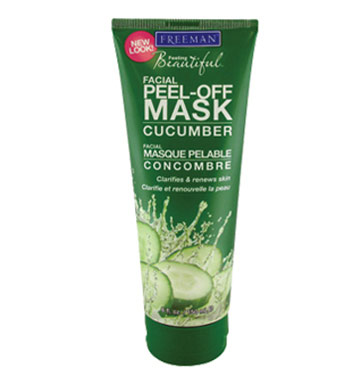 NEW
LOOK!
FREEMAN
Feeling
Beautiful
FACIAL
PEEL-OFF
MASK
CUCUMBER
FACIAL
MASQUE PELABLE
CONCOMBRE
Clarifies & renews skin
Clarifie et renouvelle la peau